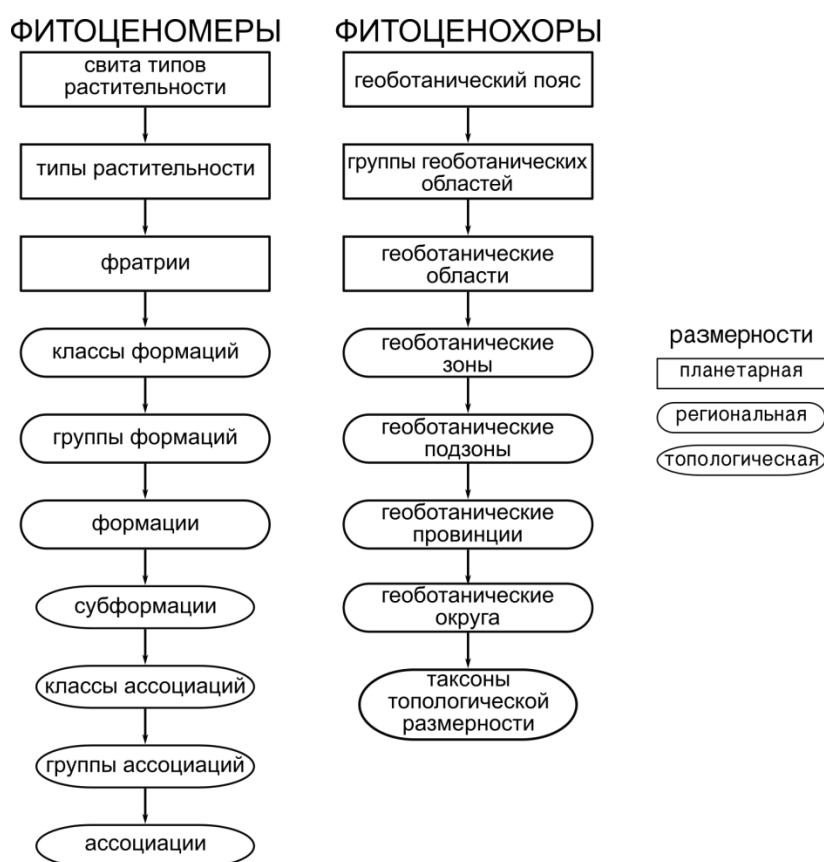 ФИТОЦЕНОМЕРЫ
свита типов
растительности
типы растительности
фратрии
классы формаций
группы формаций
формации
субформации
классы ассоциаций
группы ассоциаций
ассоциации
ФИТОЦЕНОХОРЫ
геоботанический пояс
группы геоботанических
областей
геоботанические
области
геоботанические
зоны
геоботанические
подзоны
геоботанические
провинции
геоботанические
округа
таксоны
топологической
размерности
размерности
планетарная
региональная
топологическая